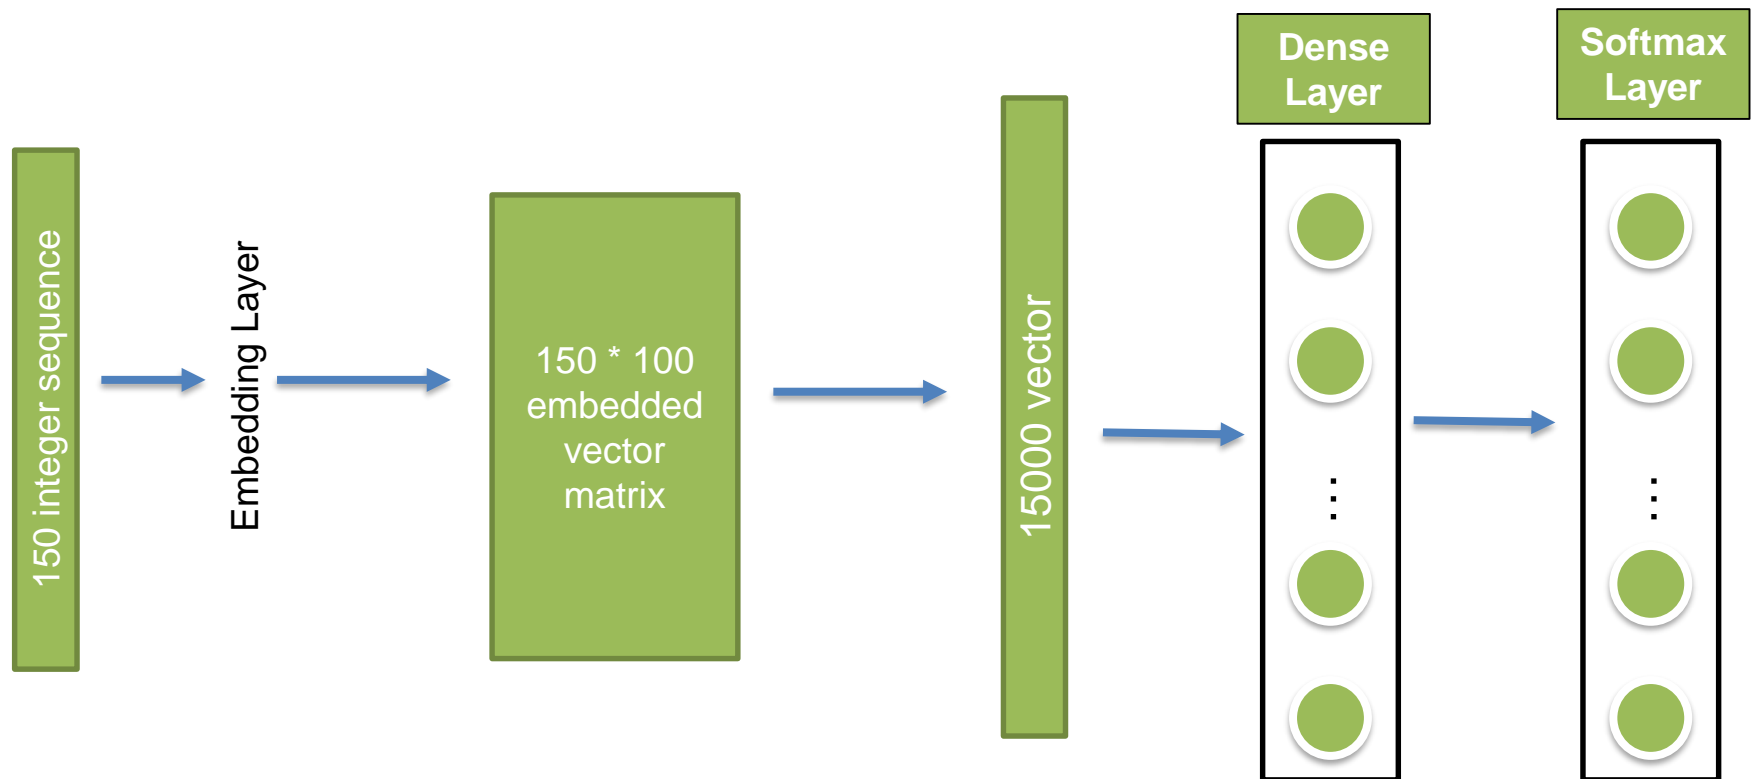 150 integer sequence
Embedding Layer
150 * 100
embedded
vector
matrix
15000 vector
Dense
Layer
...
Softmax
Layer
...